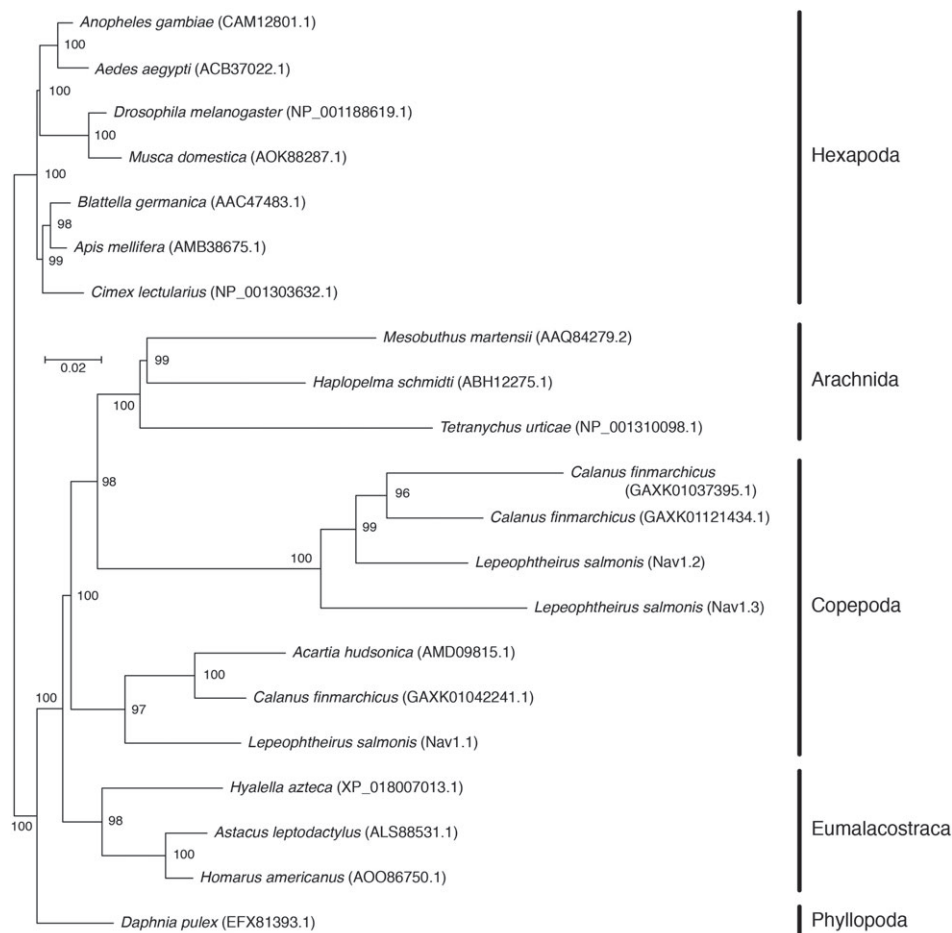 Anopheles gambiae (CAM12801.1)
100
Aedes aegypti (ACB37022.1)
100
Drosophila melanogaster (NP_001188619.1)
100
Musca domestica (AOK88287.1)
Hexapoda
100
Blattella germanica (AAC47483.1)
98
Apis mellifera (AMB38675.1)
99
Cimex lectularius (NP_001303632.1)
Mesobuthus martensii (AAQ84279.2)
0.02
99
Haplopelma schmidti (ABH12275.1)
Arachnida
100
Tetranychus urticae (NP_001310098.1)
Calanus finmarchicus
(GAXK01037395.1)
98
96
Calanus finmarchicus (GAXK01121434.1)
99
100
Lepeophtheirus salmonis (Nav1.2)
100
Lepeophtheirus salmonis (Nav1.3)
Copepoda
Acartia hudsonica (AMD09815.1)
100
Calanus finmarchicus (GAXK01042241.1)
100
97
Lepeophtheirus salmonis (Nav1.1)
Hyalella azteca (XP_018007013.1)
100
98
Astacus leptodactylus (ALS88531.1)
Eumalacostraca
100
Homarus americanus (AOO86750.1)
Daphnia pulex (EFX81393.1)
Phyllopoda